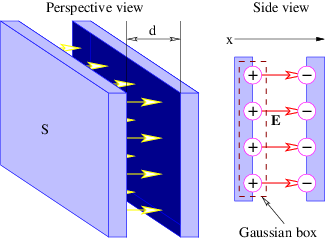 Perspective view
Side view
d
x
S
E
+ −
+ −
+ −
+ −
Gaussian box